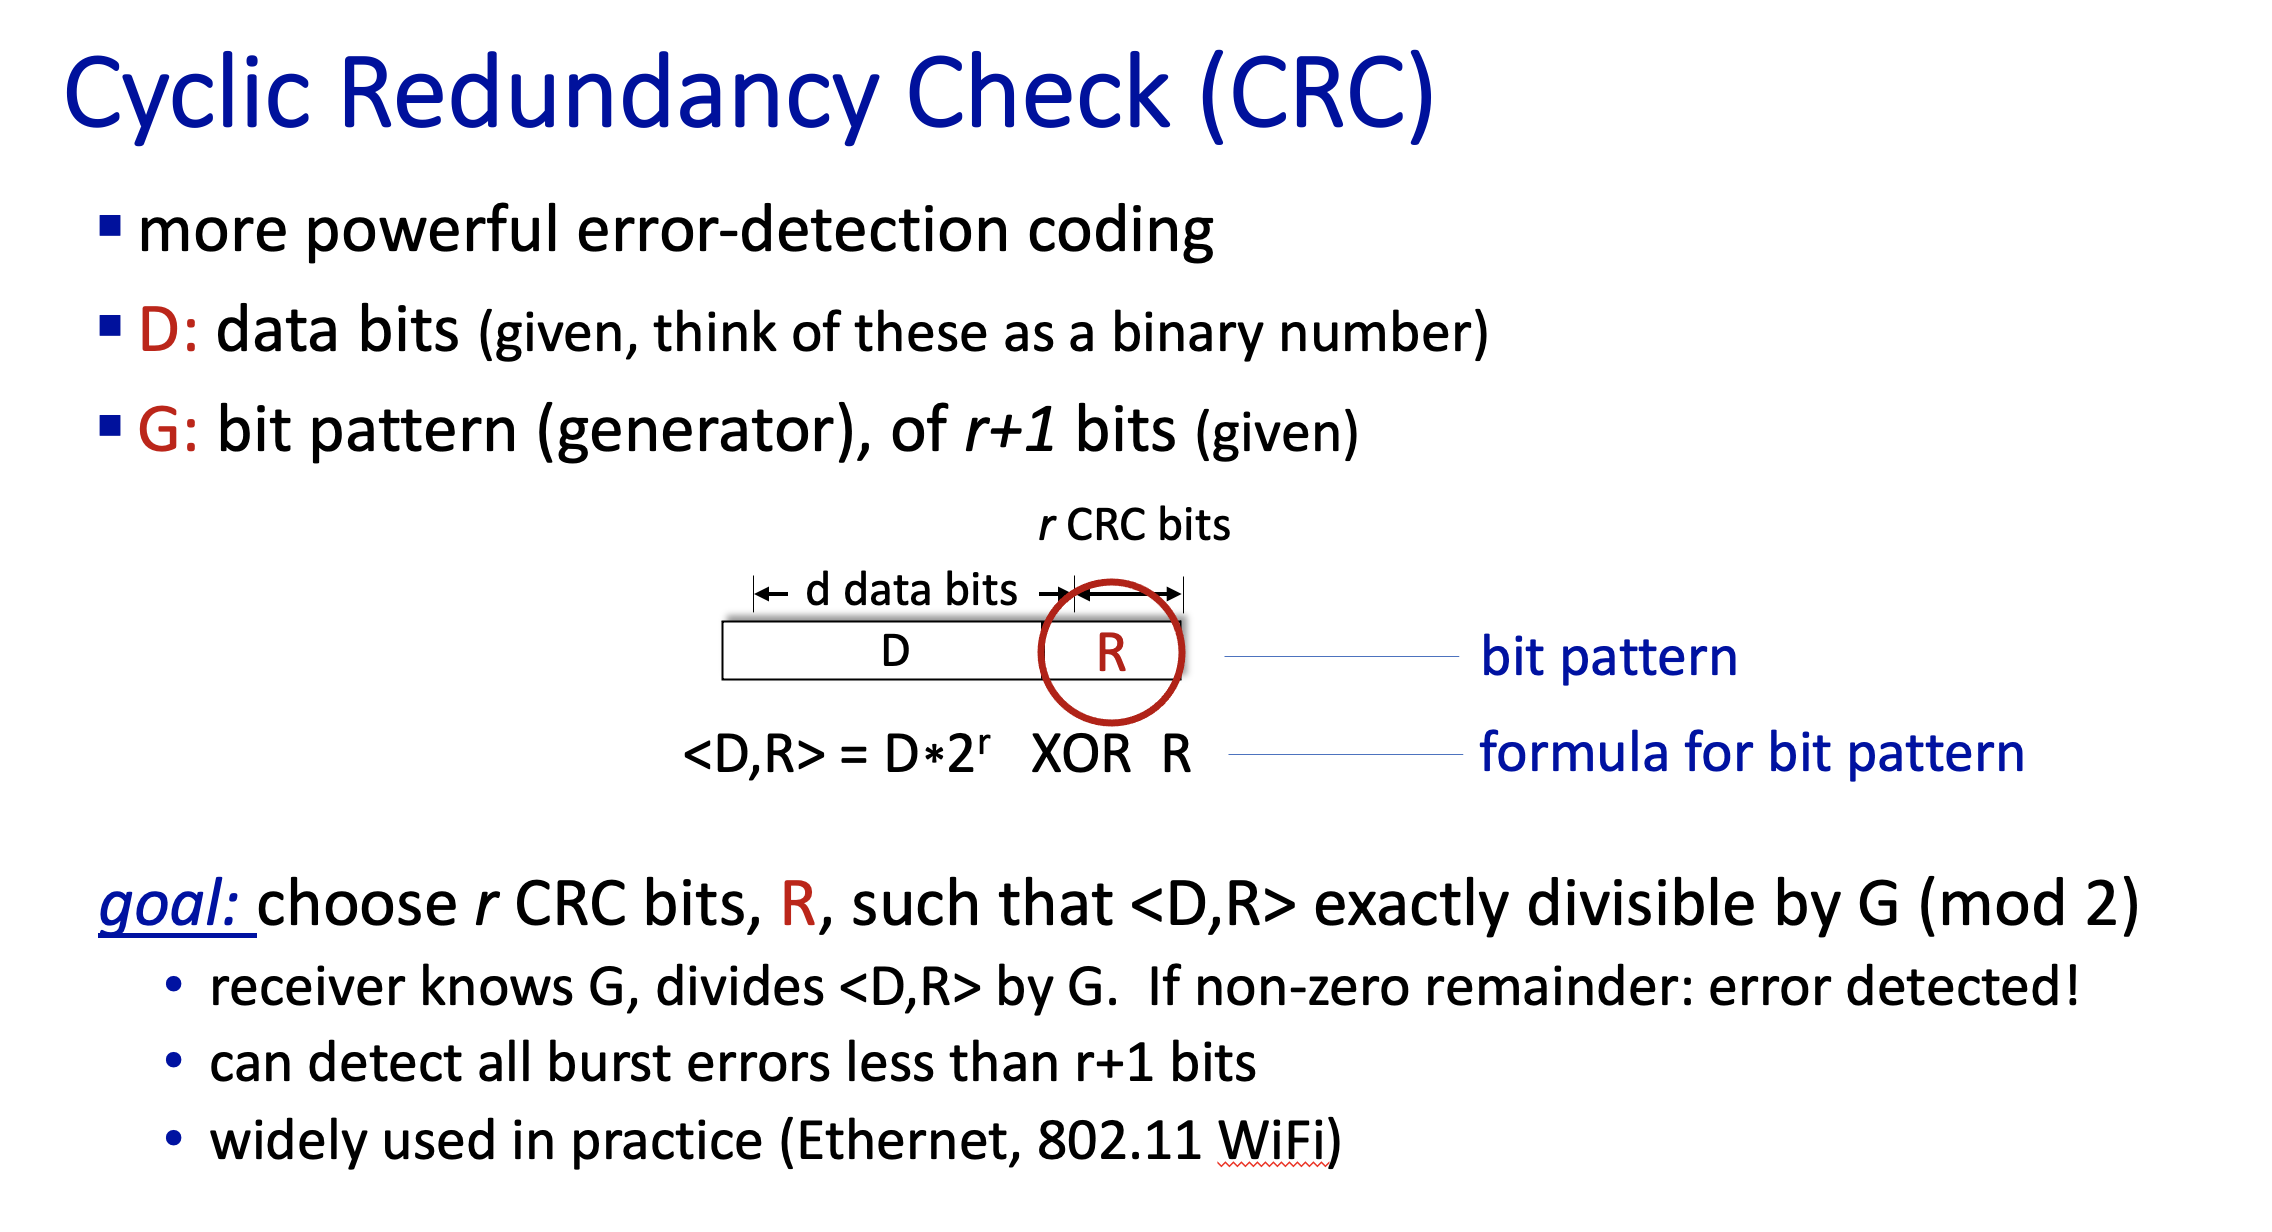 Cyclic Redundancy Check (CRC)
▪ more powerful error-detection coding
▪ D: data bits (given, think of these as a binary number)
▪ G: bit pattern (generator), of r+1 bits (given)
r CRC bits
d data bits
D R bit pattern
<D,R> = D*2ʳ XOR R formula for bit pattern
goal: choose r CRC bits, R, such that <D,R> exactly divisible by G (mod 2)
• receiver knows G, divides <D,R> by G. If non-zero remainder: error detected!
• can detect all burst errors less than r+1 bits
• widely used in practice (Ethernet, 802.11 WiFi)